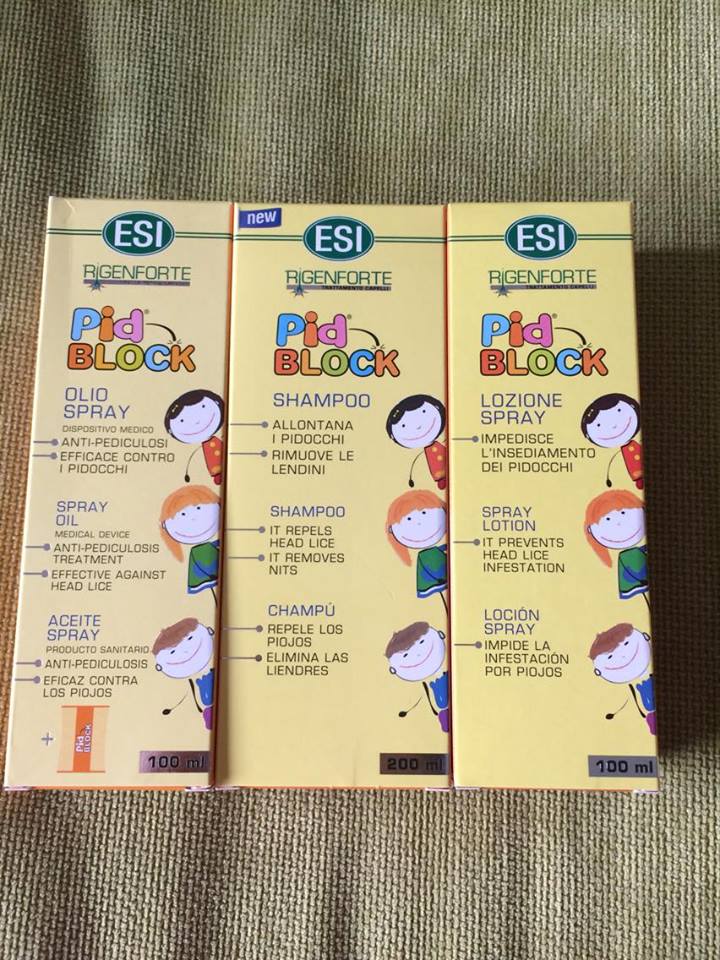 ESI
RIGENFORTE
Pid
BLOCK
OLIO
SPRAY
DISPOSITIVO MEDICO
ANTI-PEDICULOSI
EFFICACE CONTRO
I PIDOCCHI
SPRAY
OIL
MEDICAL DEVICE
ANTI-PEDICULOSIS
TREATMENT
EFFECTIVE AGAINST
HEAD LICE
ACEITE
SPRAY
PRODUCTO SANITARIO
ANTI-PEDICULOSIS
EFICAZ CONTRA
LOS PIOJOS
+
Pid
BLOCK
100 ml
new
ESI
RIGENFORTE
TRATTAMENTO CAPELLI
Pid®
BLOCK
SHAMPOO
ALLONTANA
I PIDOCCHI
RIMUOVE LE
LENDINI
SHAMPOO
IT REPELS
HEAD LICE
IT REMOVES
NITS
CHAMPÚ
REPELE LOS
PIOJOS
ELIMINA LAS
LIENDRES
200 ml
ESI
RIGENFORTE
TRATTAMENTO CAPELLI
Pid®
BLOCK
LOZIONE
SPRAY
IMPEDISCE
L'INSEDIAMENTO
DEI PIDOCCHI
SPRAY
LOTION
IT PREVENTS
HEAD LICE
INFESTATION
LOCIÓN
SPRAY
IMPIDE LA
INFESTACIÓN
POR PIOJOS
100 ml